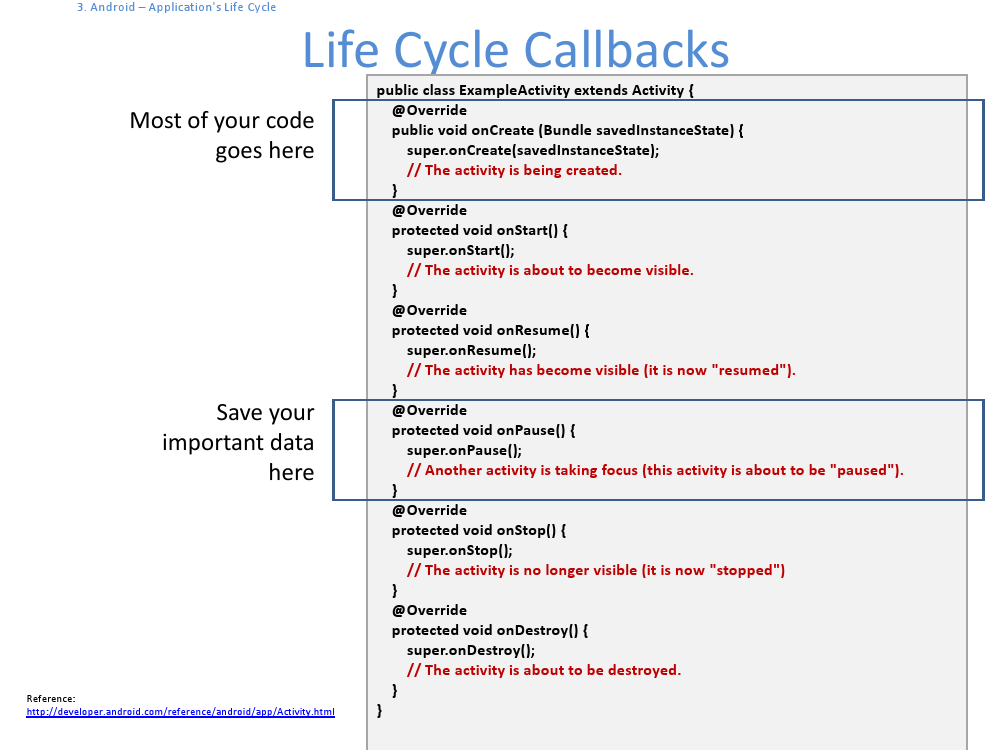 3. Android – Application's Life Cycle
Life Cycle Callbacks
Most of your code
goes here
public class ExampleActivity extends Activity {
@Override
public void onCreate (Bundle savedInstanceState) {
super.onCreate(savedInstanceState);
// The activity is being created.
}
@Override
protected void onStart() {
super.onStart();
// The activity is about to become visible.
}
@Override
protected void onResume() {
super.onResume();
// The activity has become visible (it is now "resumed").
}
Save your
important data
here
@Override
protected void onPause() {
super.onPause();
// Another activity is taking focus (this activity is about to be "paused").
}
@Override
protected void onStop() {
super.onStop();
// The activity is no longer visible (it is now "stopped")
}
@Override
protected void onDestroy() {
super.onDestroy();
// The activity is about to be destroyed.
}
}
Reference:
http://developer.android.com/reference/android/app/Activity.html